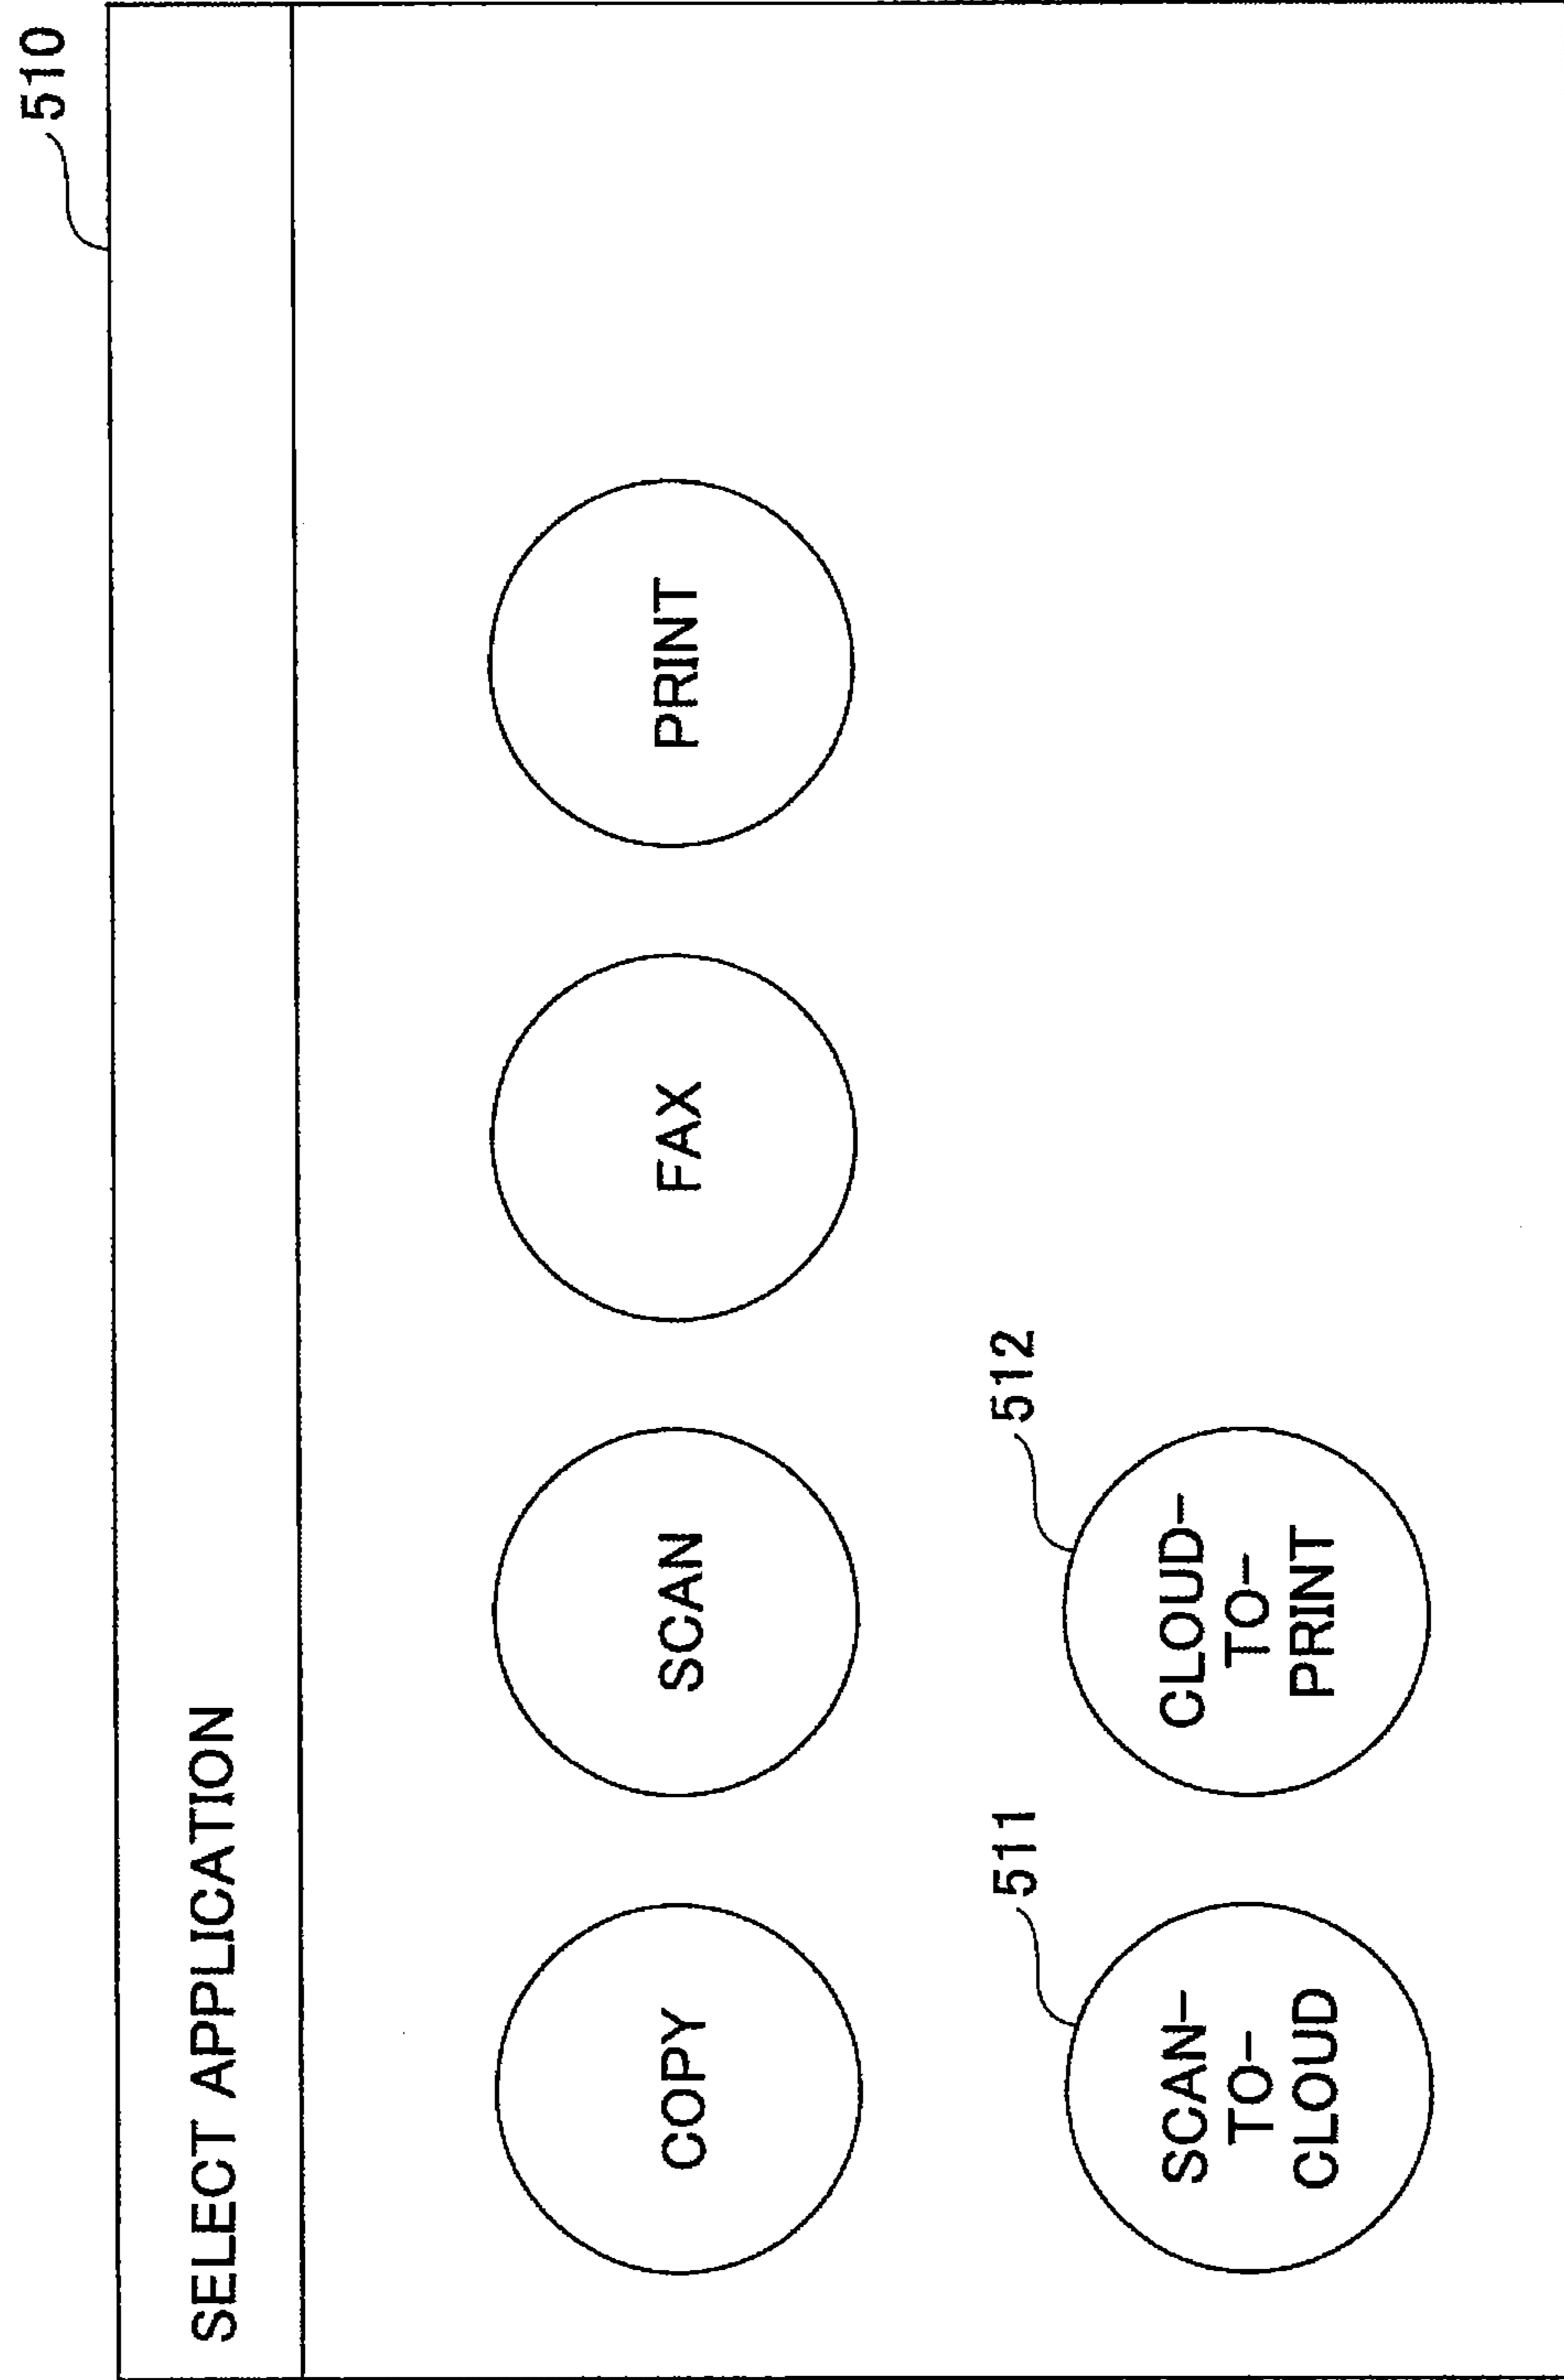 510
SELECT APPLICATION
COPY
SCAN
FAX
PRINT
511
SCAN-
TO-
CLOUD
512
CLOUD-
TO-
PRINT